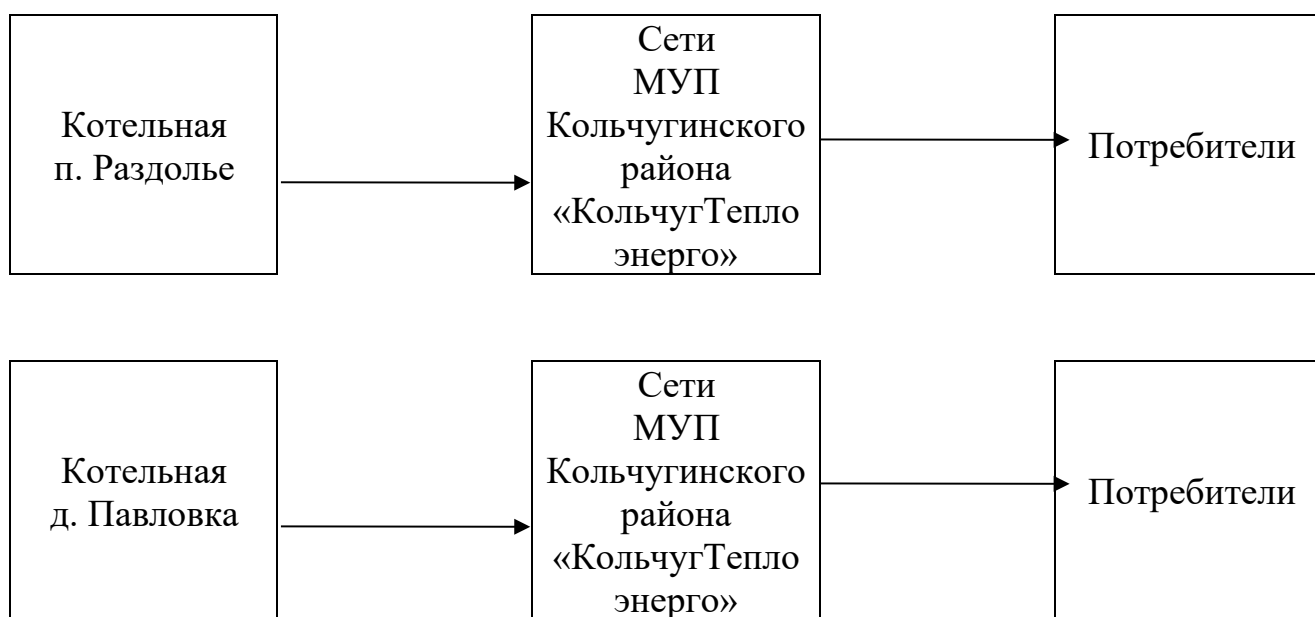 Котельная
п. Раздолье
Сети
МУП
Кольчугинского
района
«КольчугТепло
энерго»
Потребители
Котельная
д. Павловка
Сети
МУП
Кольчугинского
района
«КольчугТепло
энерго»
Потребители